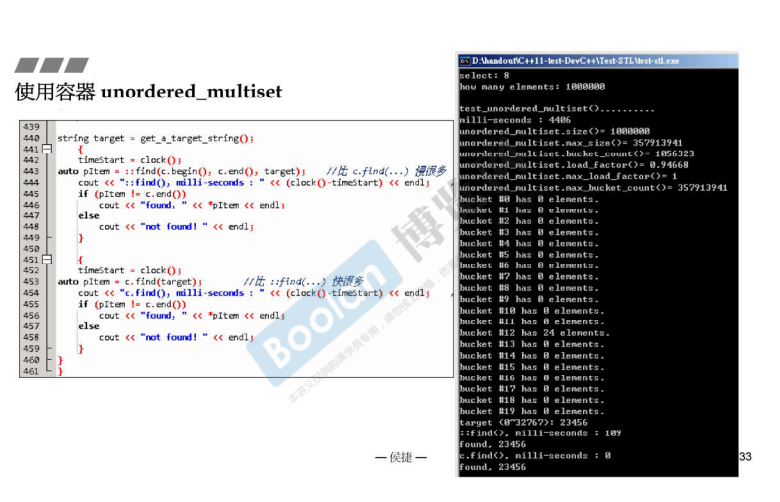 使用容器 unordered_multiset
439
440 string target = get_a_target_string();
441 {
442 timeStart = clock();
443 auto pItem = ::find(c.begin(), c.end(), target); //比 c.find(...) 慢很多
444 cout << "::find(), milli-seconds : " << (clock()-timeStart) << endl;
445 if (pItem != c.end())
446 cout << "found, " << *pItem << endl;
447 else
448 cout << "not found! " << endl;
449 }
450
451 {
452 timeStart = clock();
453 auto pItem = c.find(target); //比 ::find(...) 快很多
454 cout << "c.find(), milli-seconds : " << (clock()-timeStart) << endl;
455 if (pItem != c.end())
456 cout << "found, " << *pItem << endl;
457 else
458 cout << "not found! " << endl;
459 }
460 }
461 }
D:\handout\C++11-test-DevC++\Test-STL\test-stl.exe
select: 8
how many elements: 1000000
test_unordered_multiset()..........
milli-seconds : 4406
unordered_multiset.size()= 1000000
unordered_multiset.max_size()= 357913941
unordered_multiset.bucket_count()= 1056323
unordered_multiset.load_factor()= 0.94668
unordered_multiset.max_load_factor()= 1
unordered_multiset.max_bucket_count()= 357913941
bucket #0 has 0 elements.
bucket #1 has 0 elements.
bucket #2 has 0 elements.
bucket #3 has 0 elements.
bucket #4 has 0 elements.
bucket #5 has 0 elements.
bucket #6 has 0 elements.
bucket #7 has 0 elements.
bucket #8 has 0 elements.
bucket #9 has 0 elements.
bucket #10 has 0 elements.
bucket #11 has 0 elements.
bucket #12 has 24 elements.
bucket #13 has 0 elements.
bucket #14 has 0 elements.
bucket #15 has 0 elements.
bucket #16 has 0 elements.
bucket #17 has 0 elements.
bucket #18 has 0 elements.
bucket #19 has 0 elements.
target (0~32767): 23456
::find(), milli-seconds : 109
found, 23456
c.find(), milli-seconds : 0
found, 23456
Boolan 博览
— 侯捷 —
33